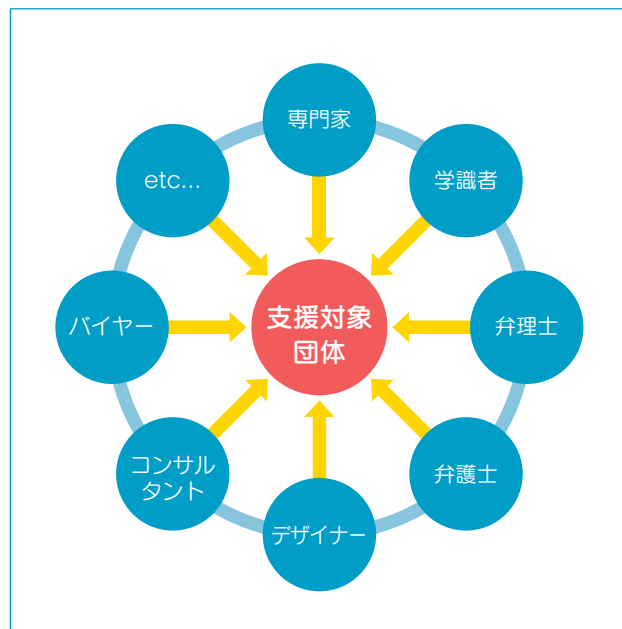 専門家
学識者
弁理士
弁護士
デザイナー
コンサル
タント
バイヤー
etc...
支援対象
団体